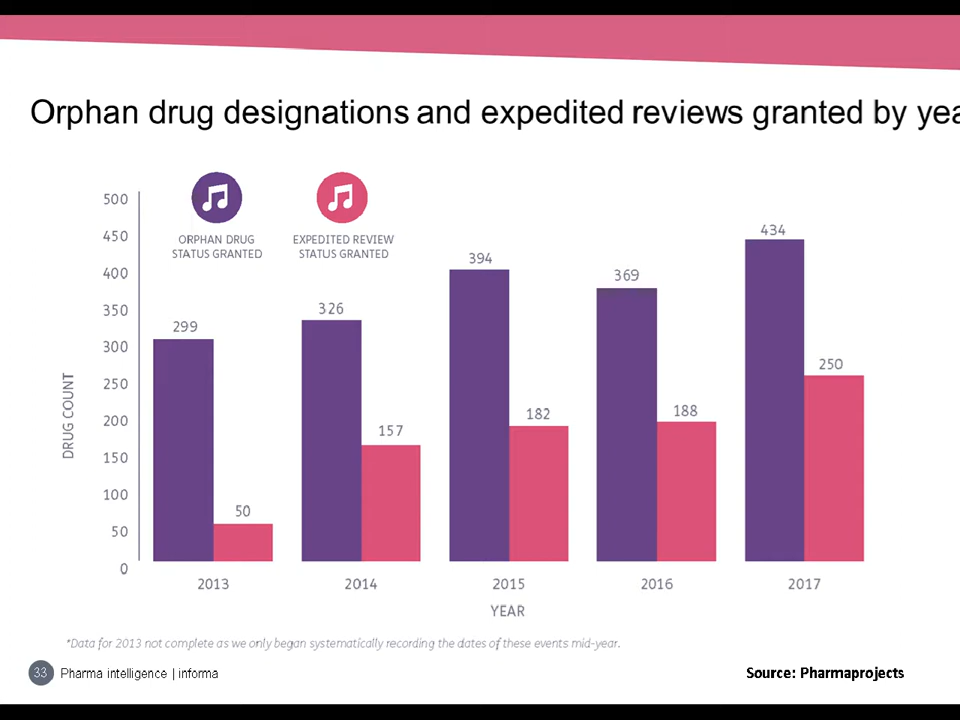 Orphan drug designations and expedited reviews granted by yea
500
450
400
350
300
250
200
150
100
50
0
DRUG COUNT
ORPHAN DRUG
STATUS GRANTED
EXPEDITED REVIEW
STATUS GRANTED
299
50
326
157
394
182
369
188
434
250
2013
2014
2015
2016
2017
YEAR
*Data for 2013 not complete as we only began systematically recording the dates of these events mid-year.
33 Pharma intelligence | informa
Source: Pharmaprojects